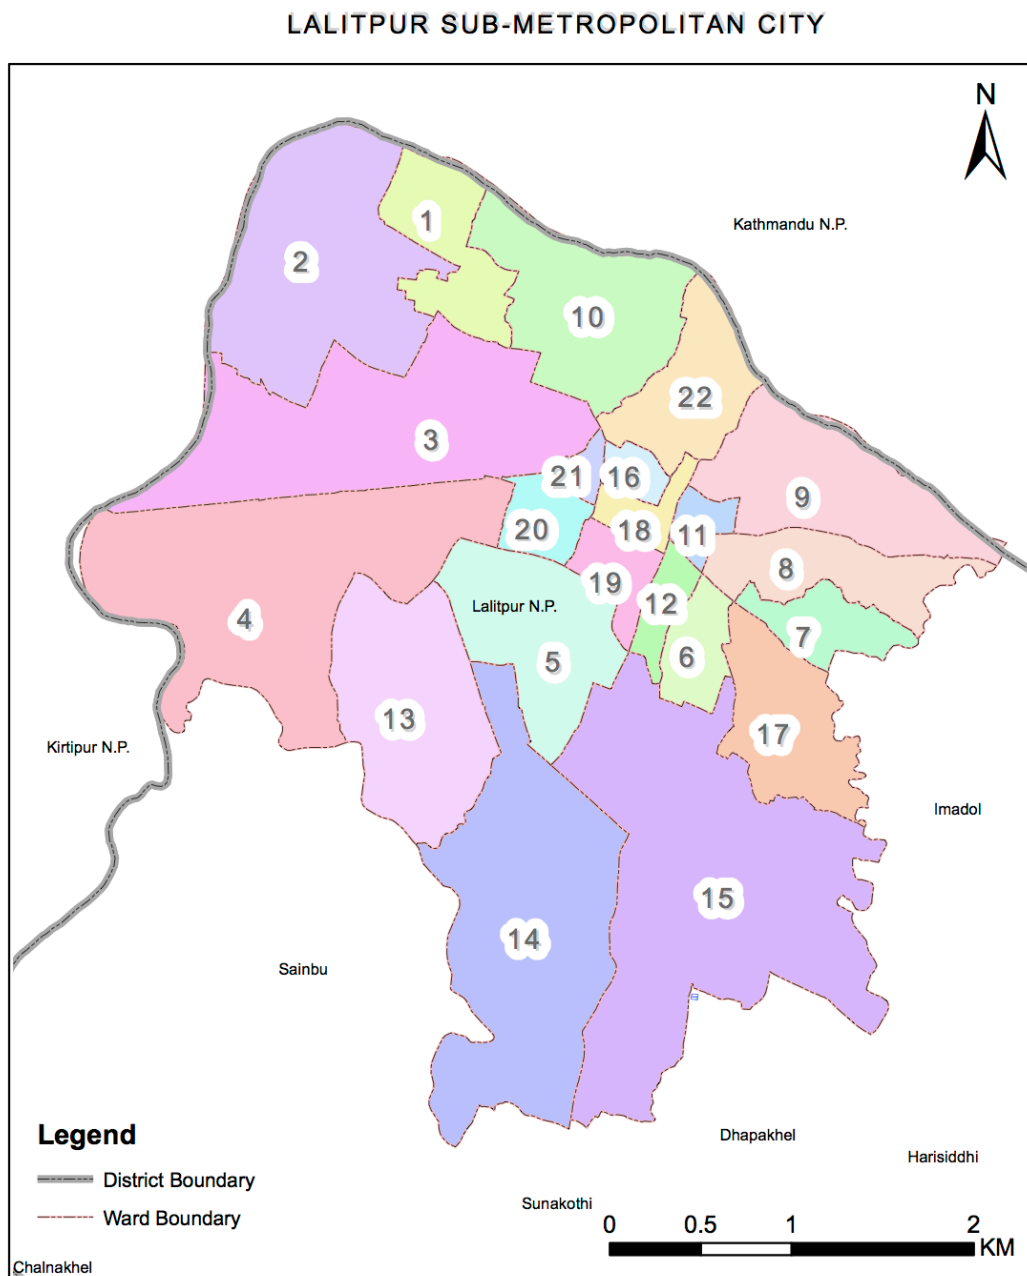 LALITPUR SUB-METROPOLITAN CITY
N
Kathmandu N.P.
1
2
10
22
3
21
16
9
20
18
11
8
19
Lalitpur N.P.
12
4
7
5
6
13
17
Kirtipur N.P.
Imadol
15
14
Sainbu
Legend
Dhapakhel
Harisiddhi
District Boundary
Sunakothi
Ward Boundary
0 0.5 1 2
KM
Chalnakhel